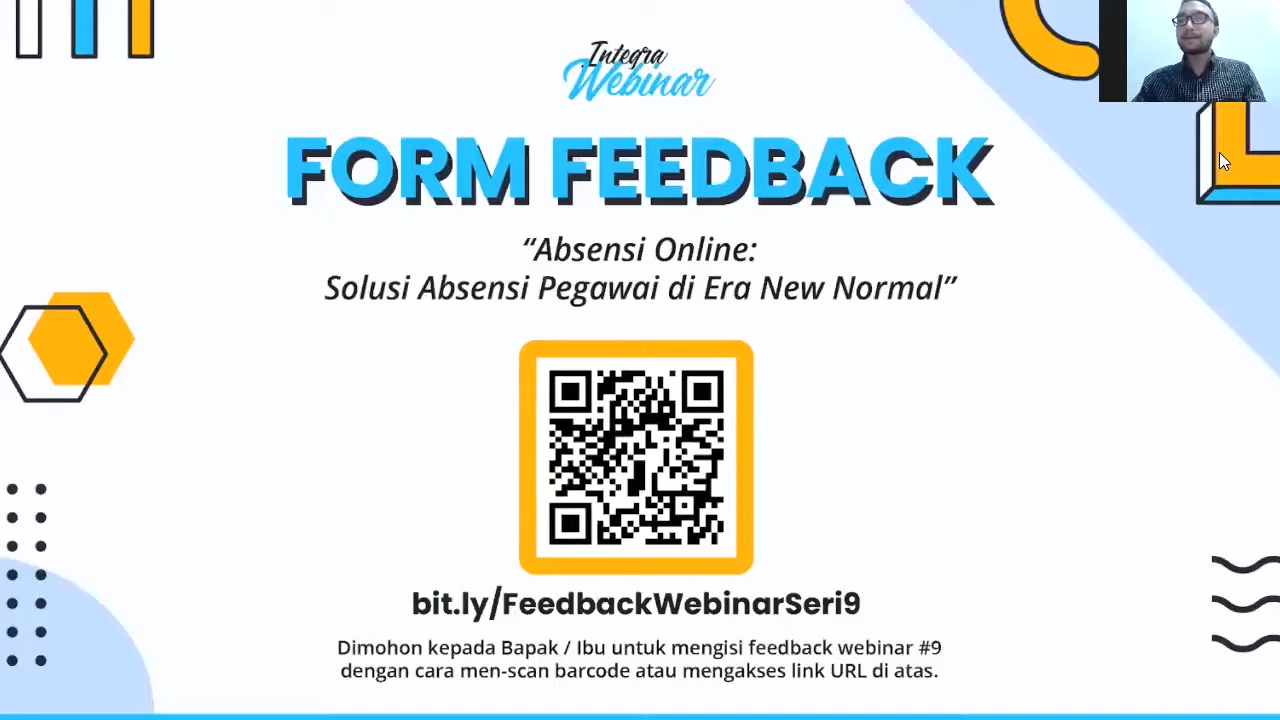 Integra
Webinar
FORM FEEDBACK
“Absensi Online:
Solusi Absensi Pegawai di Era New Normal”
bit.ly/FeedbackWebinarSeri9
Dimohon kepada Bapak / Ibu untuk mengisi feedback webinar #9
dengan cara men-scan barcode atau mengakses link URL di atas.